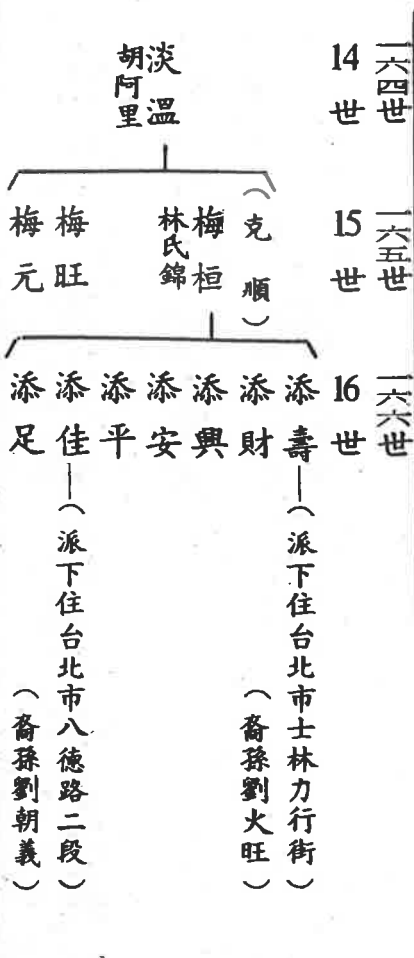 一六四世
14世
淡溫
胡阿里
一六五世
15世
(克順)
梅桓
林氏錦
梅旺
梅元
一六六世
16世
添壽—(派下住台北市士林力行街)
(裔孫劉火旺)
添財
添興
添安
添平
添佳—(派下住台北市八德路二段)
(裔孫劉朝義)
添足